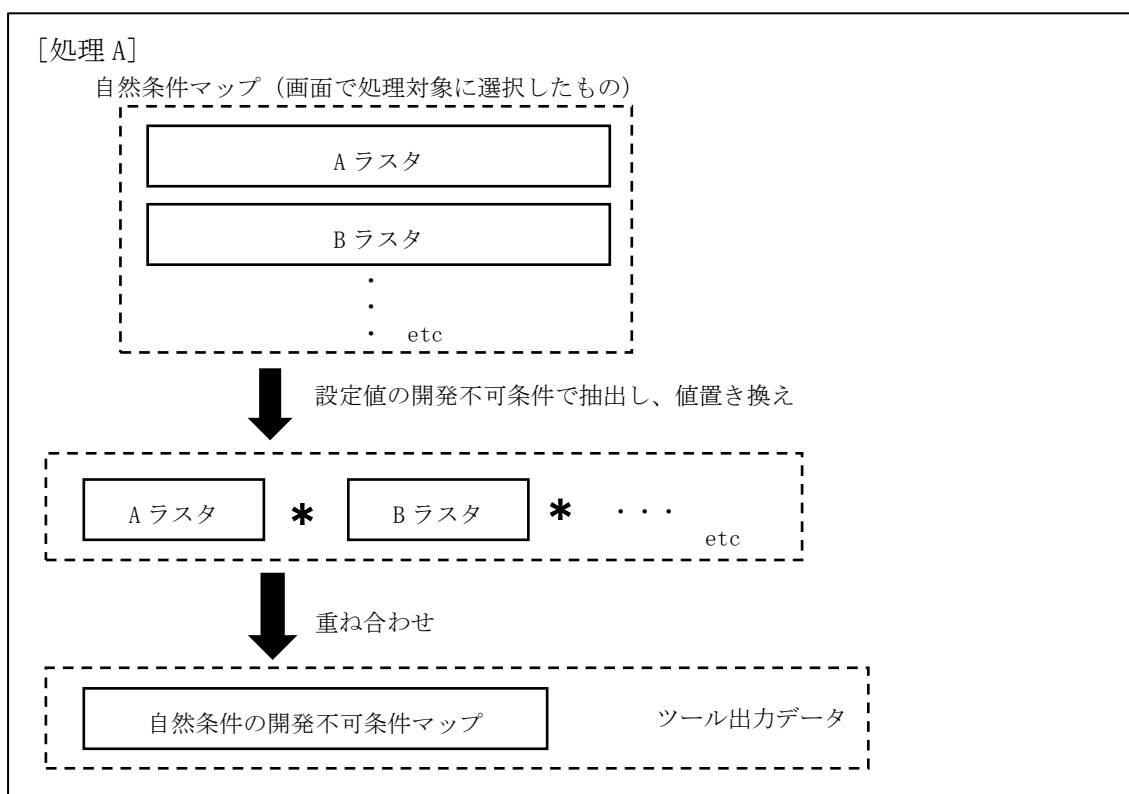 [処理 A]
自然条件マップ（画面で処理対象に選択したもの）
A ラスタ
B ラスタ
・
・
・ etc
設定値の開発不可条件で抽出し、値置き換え
A ラスタ * B ラスタ * ・・・
etc
重ね合わせ
自然条件の開発不可条件マップ ツール出力データ